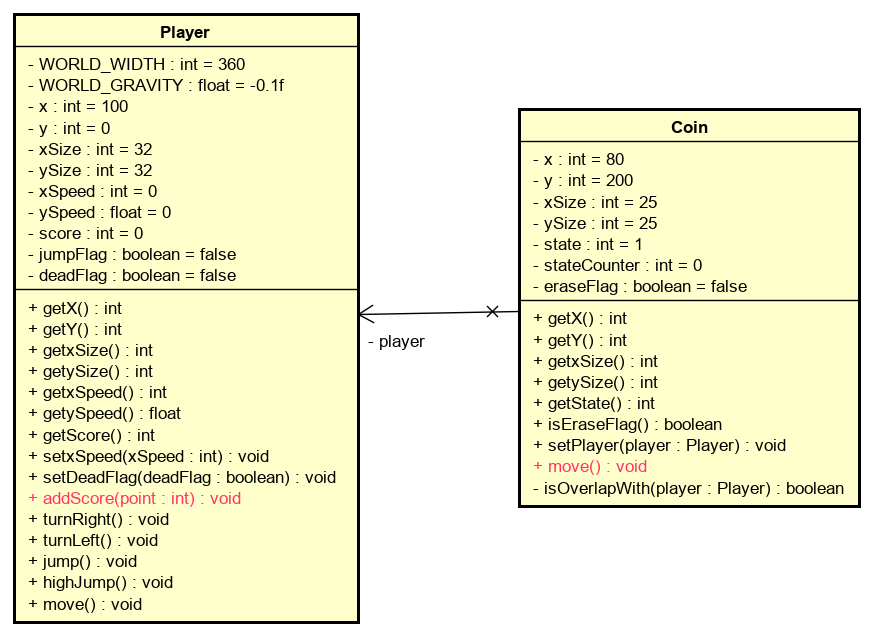 Player
- WORLD_WIDTH : int = 360
- WORLD_GRAVITY : float = -0.1f
- x : int = 100
- y : int = 0
- xSize : int = 32
- ySize : int = 32
- xSpeed : int = 0
- ySpeed : float = 0
- score : int = 0
- jumpFlag : boolean = false
- deadFlag : boolean = false
+ getX() : int
+ getY() : int
+ getxSize() : int
+ getySize() : int
+ getxSpeed() : int
+ getySpeed() : float
+ getScore() : int
+ setxSpeed(xSpeed : int) : void
+ setDeadFlag(deadFlag : boolean) : void
+ addScore(point : int) : void
+ turnRight() : void
+ turnLeft() : void
+ jump() : void
+ highJump() : void
+ move() : void
- player
Coin
- x : int = 80
- y : int = 200
- xSize : int = 25
- ySize : int = 25
- state : int = 1
- stateCounter : int = 0
- eraseFlag : boolean = false
+ getX() : int
+ getY() : int
+ getxSize() : int
+ getySize() : int
+ getState() : int
+ isEraseFlag() : boolean
+ setPlayer(player : Player) : void
+ move() : void
- isOverlapWith(player : Player) : boolean